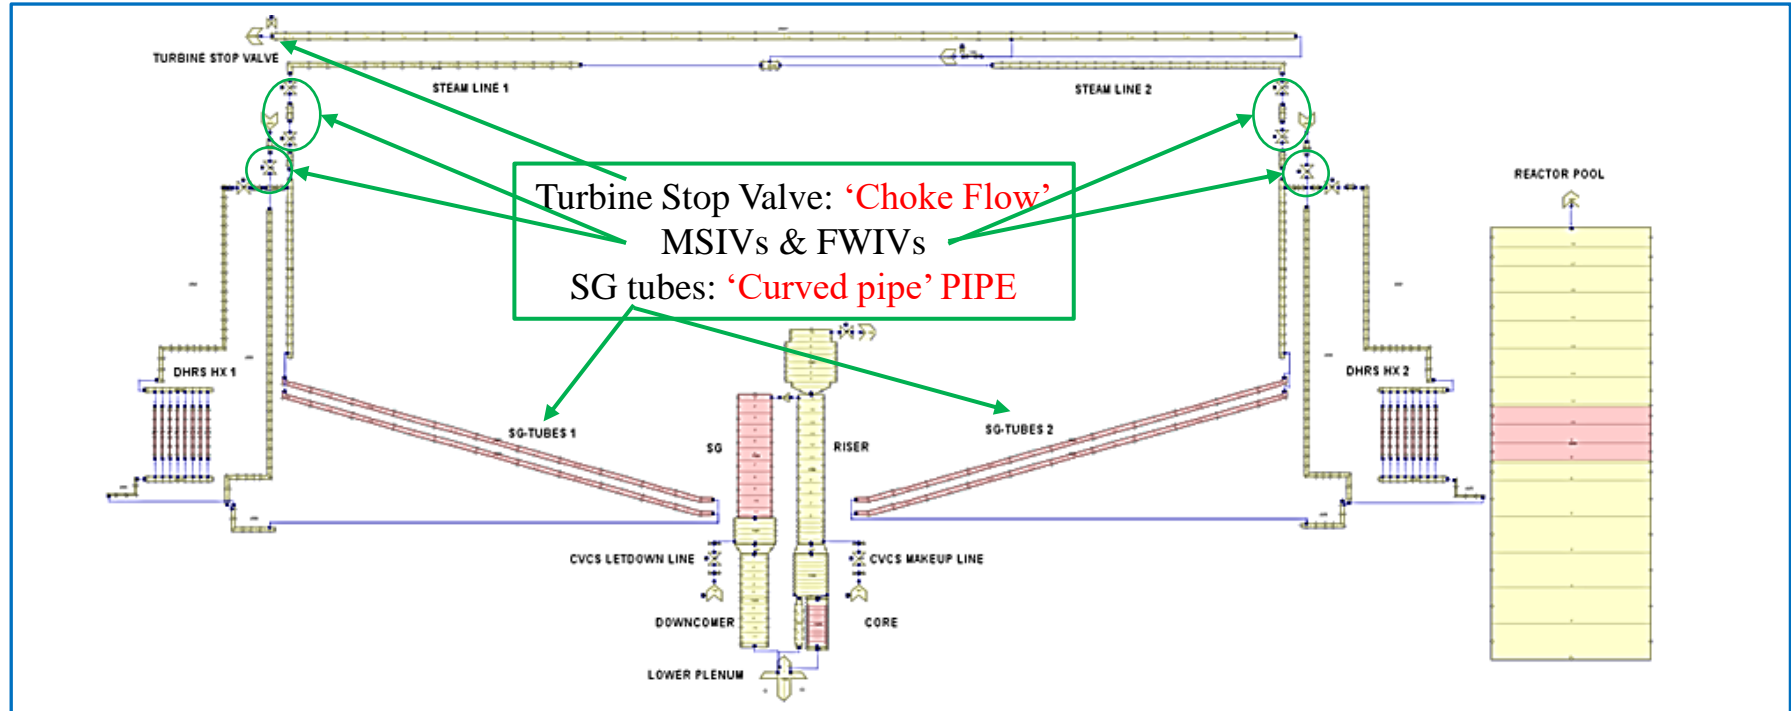 TURBINE STOP VALVE
STEAM LINE 1
STEAM LINE 2
Turbine Stop Valve: ‘Choke Flow’
MSIVs & FWIVs
SG tubes: ‘Curved pipe’ PIPE
REACTOR POOL
DHRS HX 1
DHRS HX 2
SG-TUBES 1
SG
RISER
SG-TUBES 2
CVCS LETDOWN LINE
CVCS MAKEUP LINE
DOWNCOMER
CORE
LOWER PLENUM